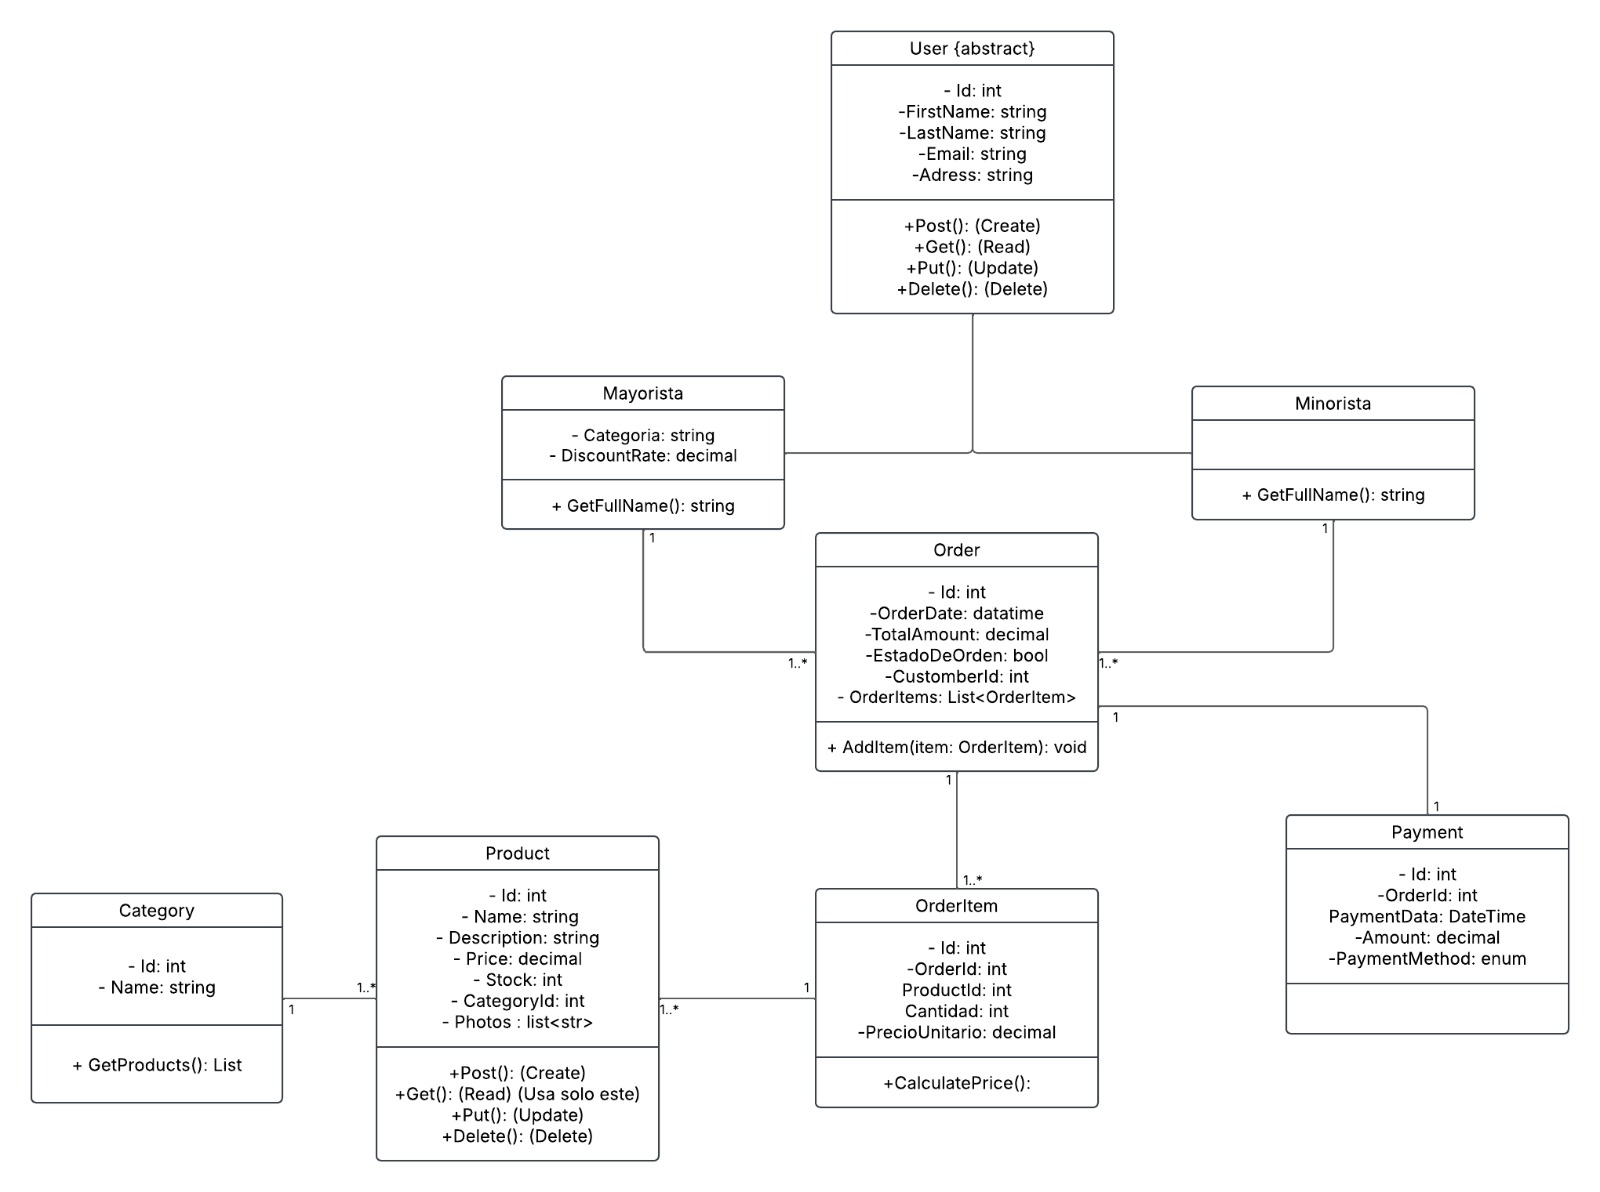 User {abstract}
- Id: int
-FirstName: string
-LastName: string
-Email: string
-Adress: string
+Post(): (Create)
+Get(): (Read)
+Put(): (Update)
+Delete(): (Delete)
Mayorista
- Categoria: string
- DiscountRate: decimal
+ GetFullName(): string
1
1..*
Minorista
+ GetFullName(): string
1
1..*
Order
- Id: int
-OrderDate: datatime
-TotalAmount: decimal
-EstadoDeOrden: bool
-CustomberId: int
- OrderItems: List<OrderItem>
+ AddItem(item: OrderItem): void
1
1
1
1..*
Category
- Id: int
- Name: string
+ GetProducts(): List
1
1..*
Product
- Id: int
- Name: string
- Description: string
- Price: decimal
- Stock: int
- CategoryId: int
- Photos : list<str>
+Post(): (Create)
+Get(): (Read) (Usa solo este)
+Put(): (Update)
+Delete(): (Delete)
1..*
1
OrderItem
- Id: int
-OrderId: int
ProductId: int
Cantidad: int
-PrecioUnitario: decimal
+CalculatePrice():
Payment
- Id: int
-OrderId: int
PaymentData: DateTime
-Amount: decimal
-PaymentMethod: enum